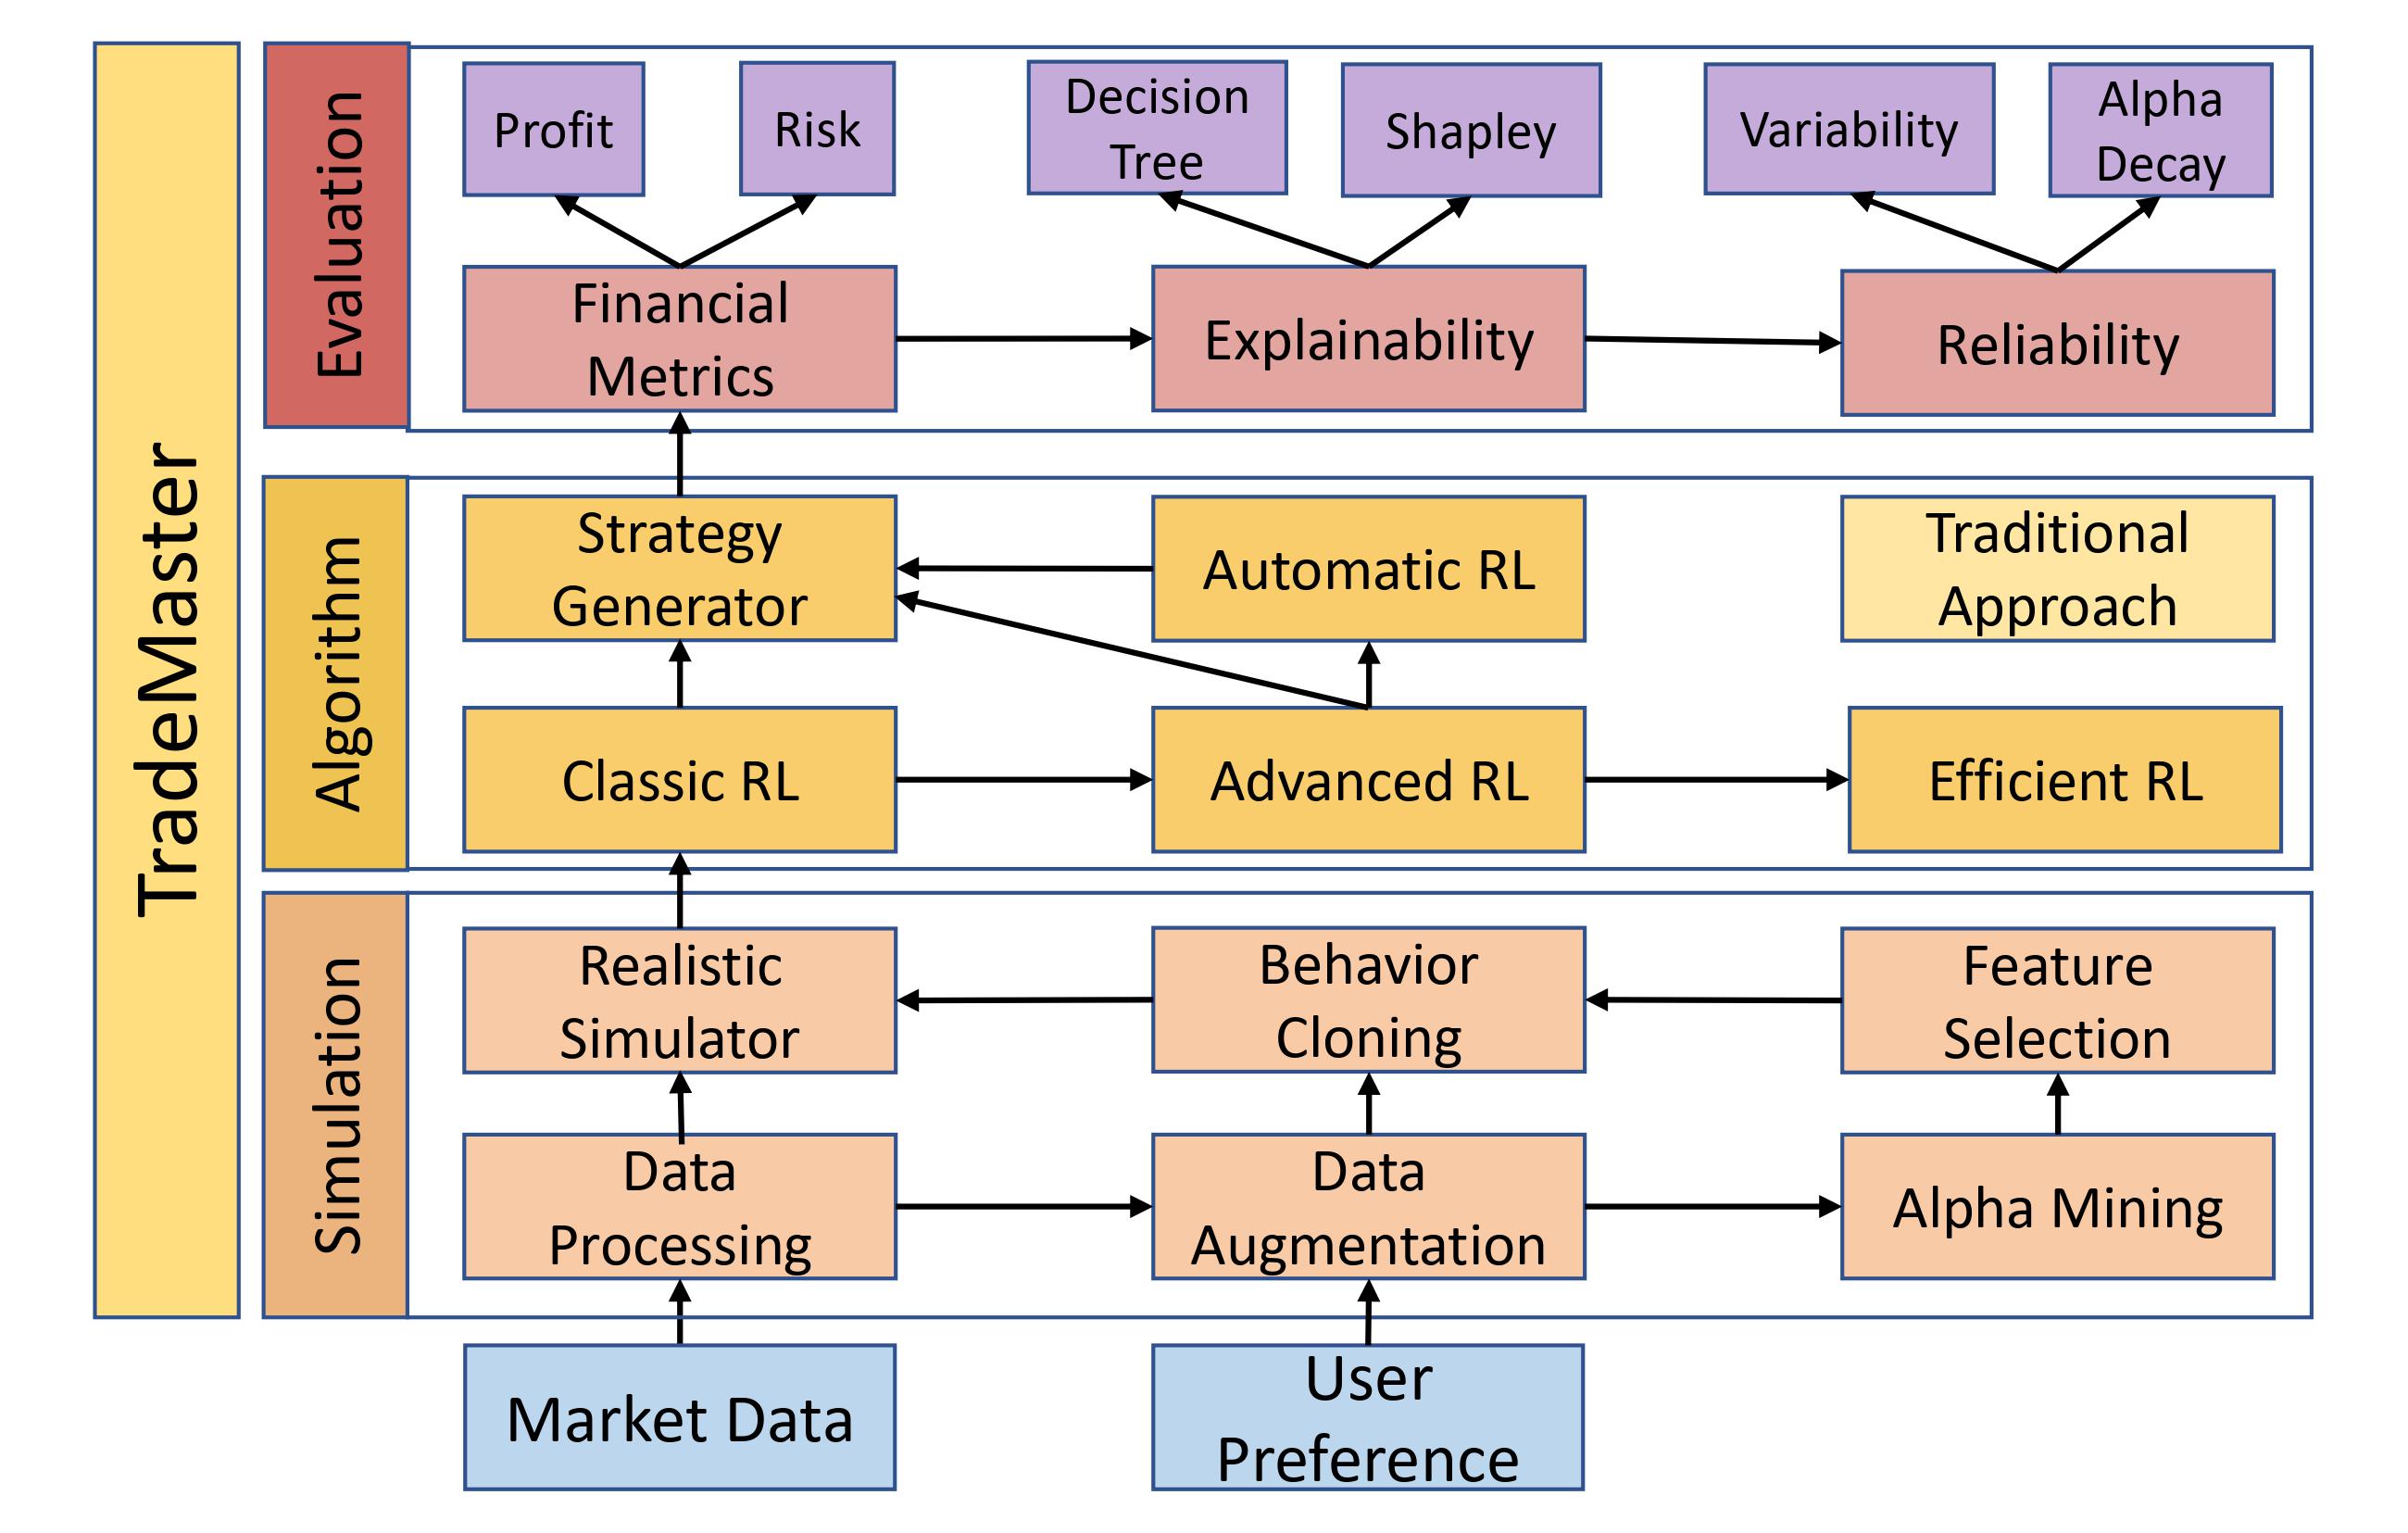 TradeMaster
Evaluation
Profit
Risk
Decision
Tree
Shapley
Variability
Alpha
Decay
Financial
Metrics
Explainability
Reliability
Algorithm
Strategy
Generator
Automatic RL
Traditional
Approach
Classic RL
Advanced RL
Efficient RL
Simulation
Realistic
Simulator
Behavior
Cloning
Feature
Selection
Data
Processing
Data
Augmentation
Alpha Mining
Market Data
User
Preference